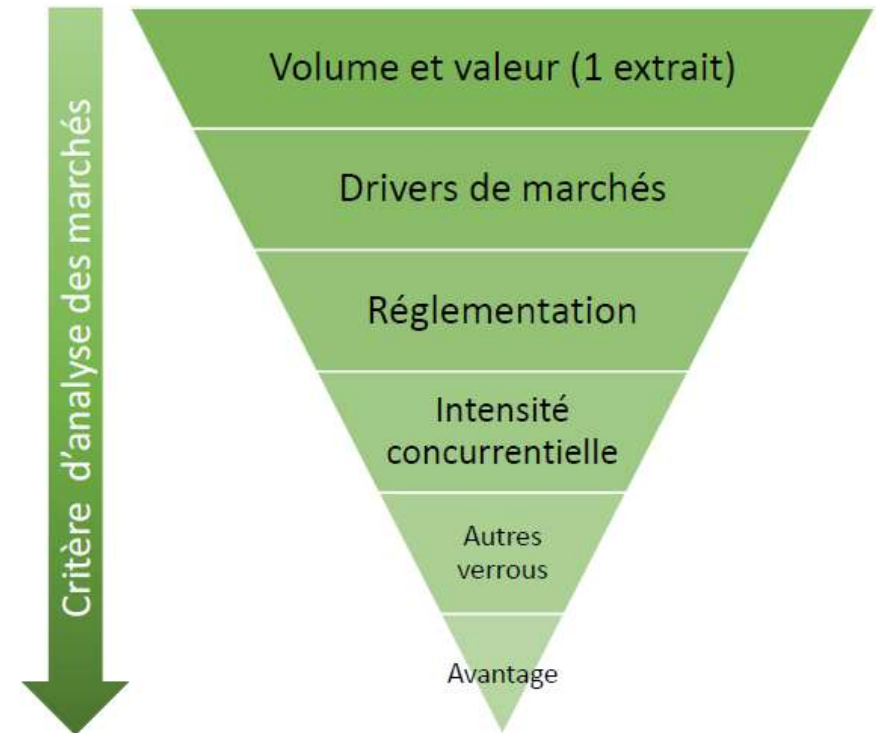 Critère d'analyse des marchés
Volume et valeur (1 extrait)
Drivers de marchés
Réglementation
Intensité
concurrentielle
Autres
verrous
Avantage